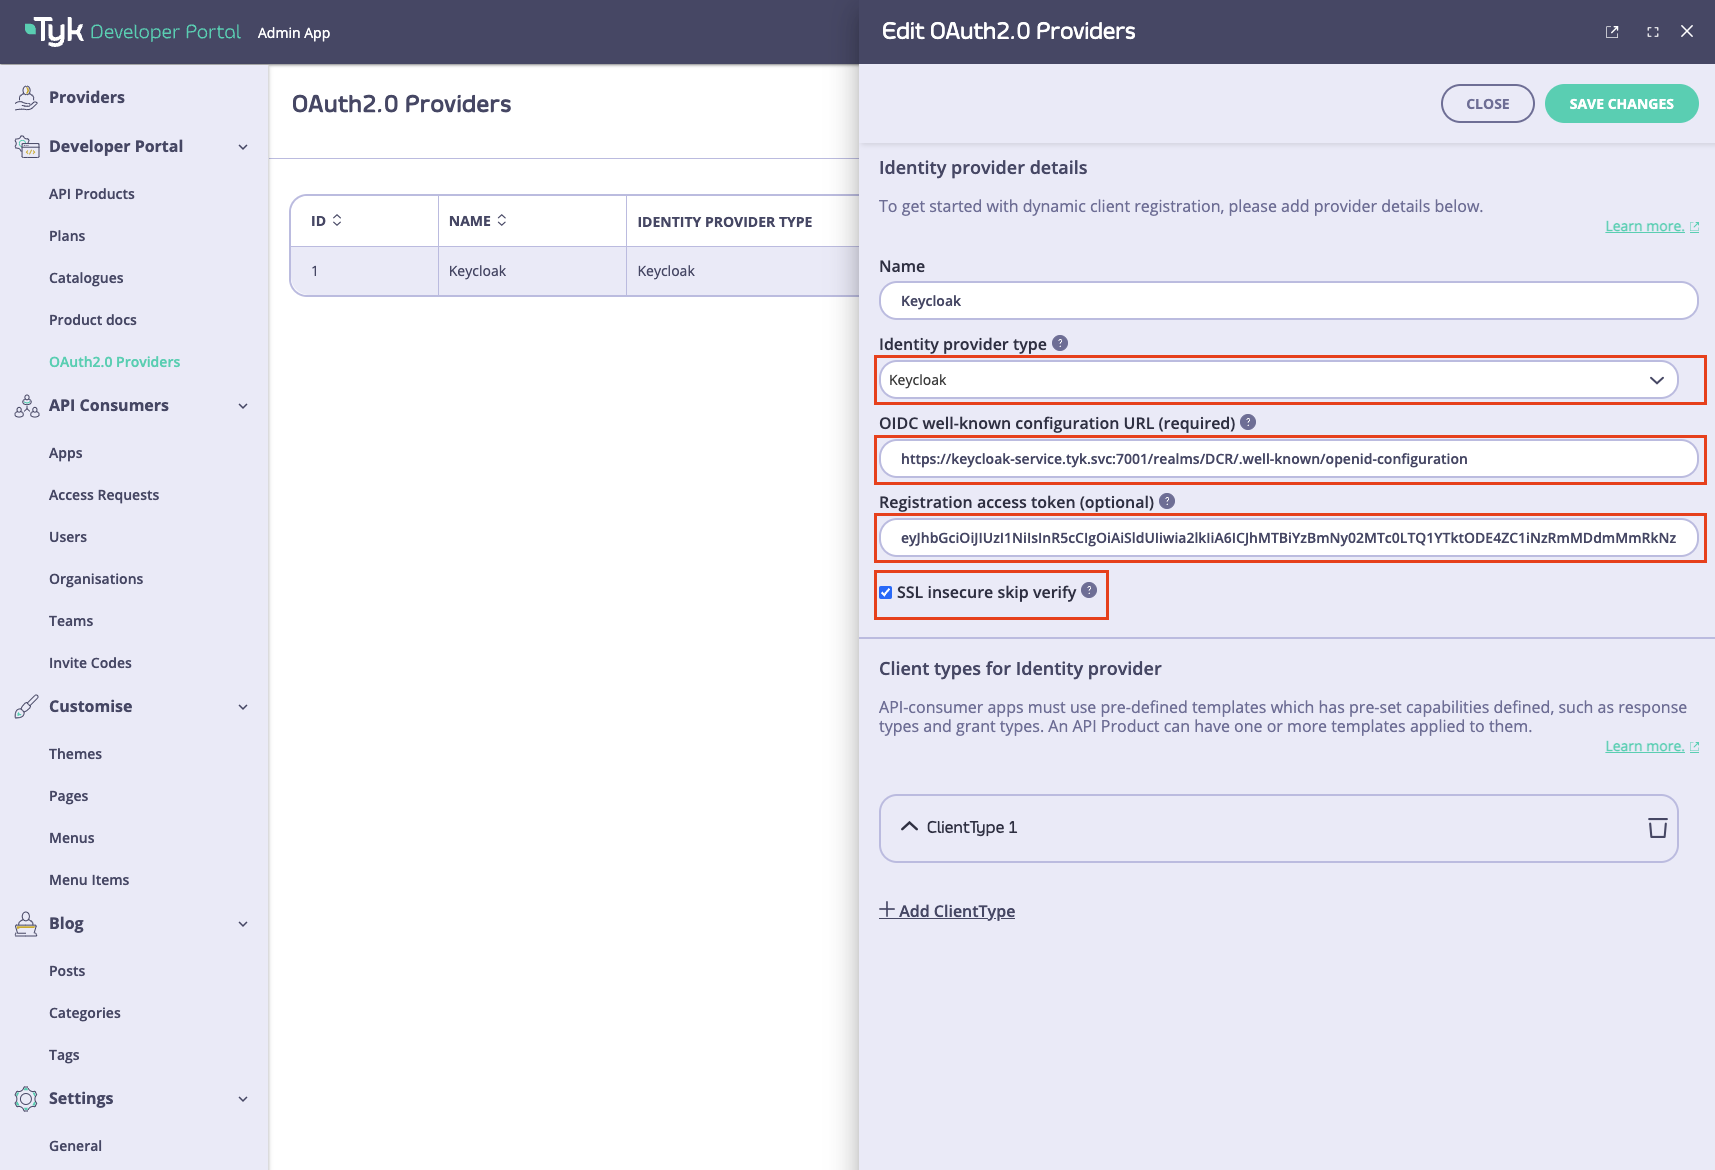 Tyk Developer Portal Admin App
Providers
Developer Portal
API Products
Plans
Catalogues
Product docs
OAuth2.0 Providers
API Consumers
Apps
Access Requests
Users
Organisations
Teams
Invite Codes
Customise
Themes
Pages
Menus
Menu Items
Blog
Posts
Categories
Tags
Settings
General
OAuth2.0 Providers
ID NAME IDENTITY PROVIDER TYPE
1 Keycloak Keycloak
Edit OAuth2.0 Providers
CLOSE SAVE CHANGES
Identity provider details
To get started with dynamic client registration, please add provider details below.
Learn more.
Name
Keycloak
Identity provider type ?
Keycloak
OIDC well-known configuration URL (required) ?
https://keycloak-service.tyk.svc:7001/realms/DCR/.well-known/openid-configuration
Registration access token (optional) ?
eyJhbGciOiJIUzI1NiIsInR5cCIgOiAiSldUIiwia2lkIiA6ICJhMTBiYzBmNy02MTc0LTQ1YTktODE4ZC1iNzRmMDdmMmRkNz
SSL insecure skip verify ?
Client types for Identity provider
API-consumer apps must use pre-defined templates which has pre-set capabilities defined, such as response
types and grant types. An API Product can have one or more templates applied to them.
Learn more.
ClientType 1
Add ClientType